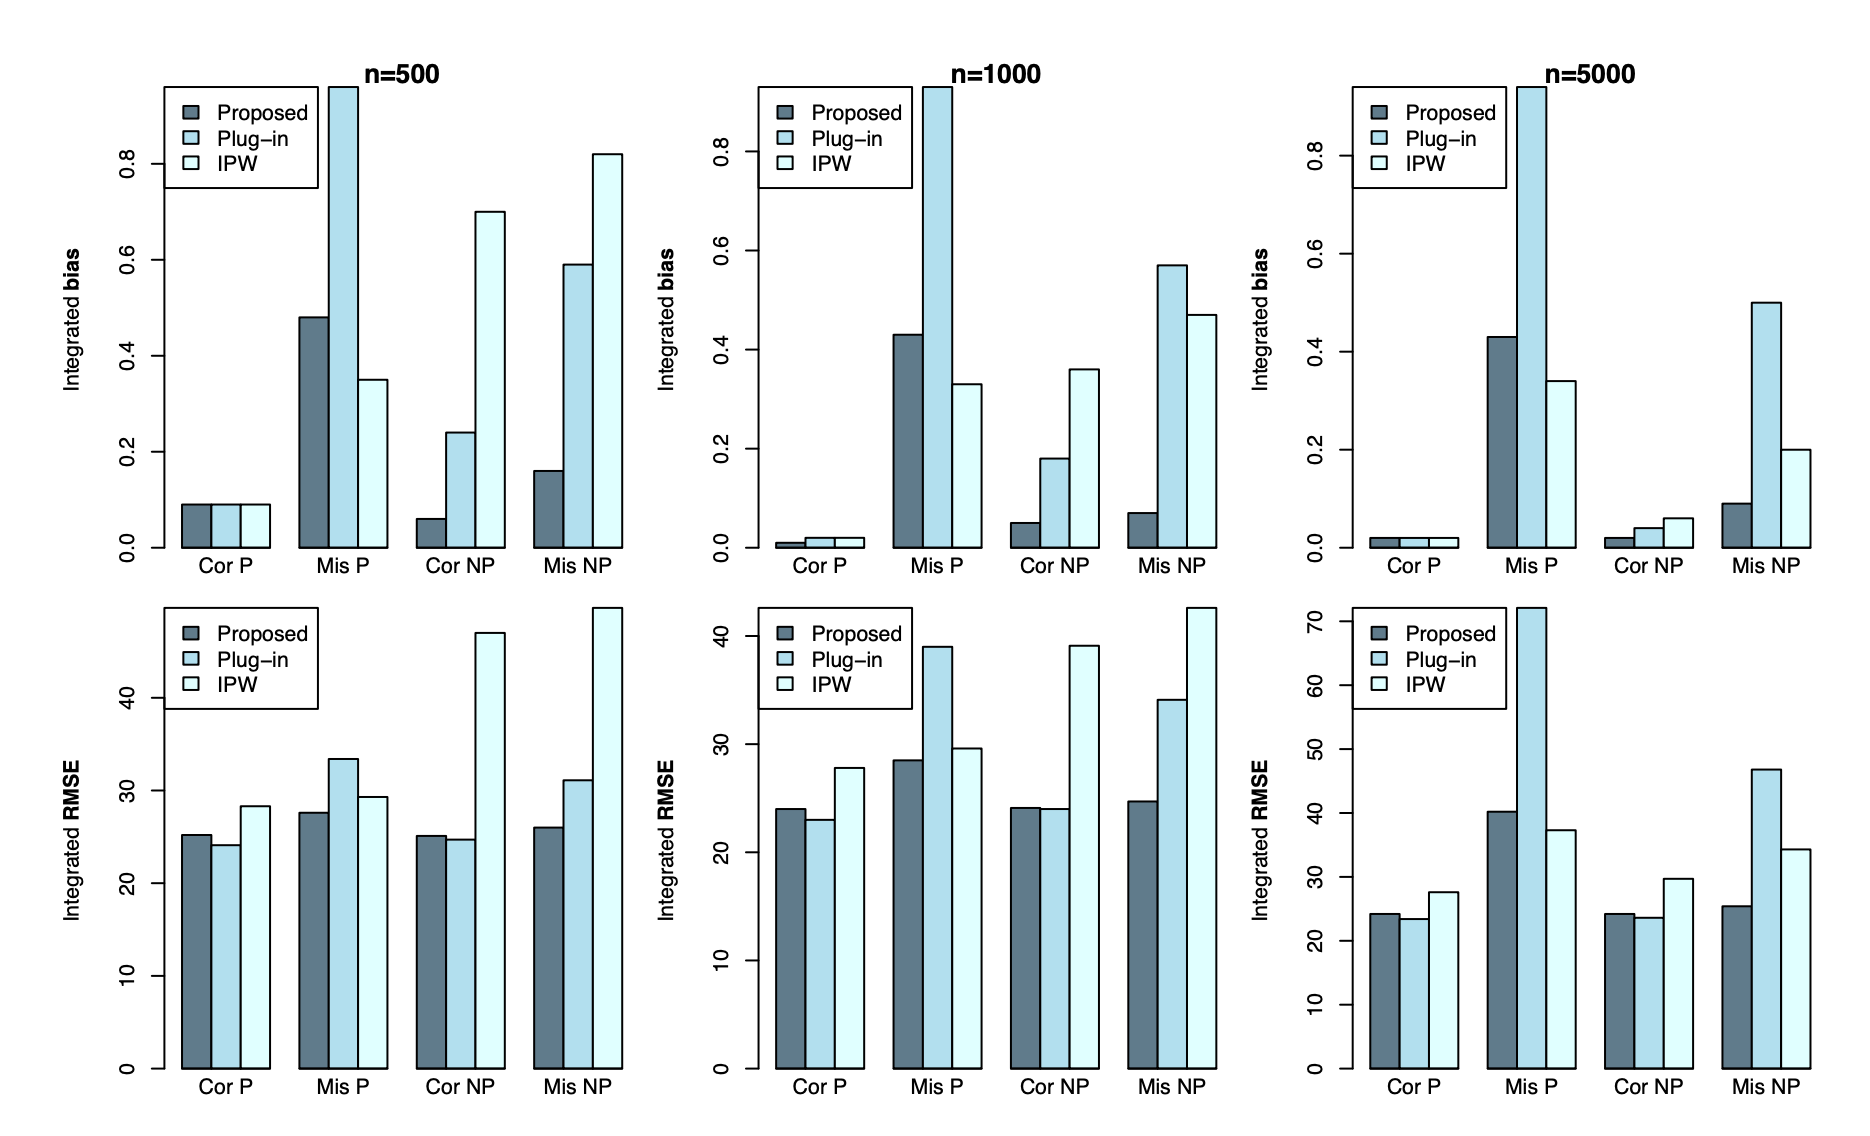 n=500
Proposed
Plug−in
IPW
Integrated bias
0.0 0.2 0.4 0.6 0.8
Cor P Mis P Cor NP Mis NP
n=1000
Proposed
Plug−in
IPW
Integrated bias
0.0 0.2 0.4 0.6 0.8
Cor P Mis P Cor NP Mis NP
n=5000
Proposed
Plug−in
IPW
Integrated bias
0.0 0.2 0.4 0.6 0.8
Cor P Mis P Cor NP Mis NP
Proposed
Plug−in
IPW
Integrated RMSE
0 10 20 30 40
Cor P Mis P Cor NP Mis NP
Proposed
Plug−in
IPW
Integrated RMSE
0 10 20 30 40
Cor P Mis P Cor NP Mis NP
Proposed
Plug−in
IPW
Integrated RMSE
0 10 20 30 40 50 60 70
Cor P Mis P Cor NP Mis NP